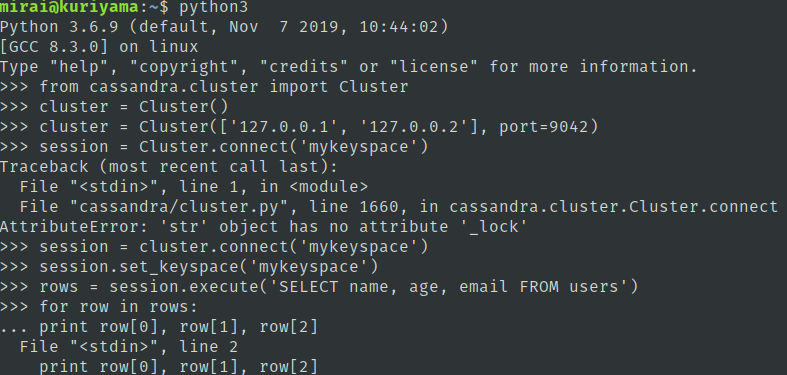 mirai@kuriyama:~$ python3
Python 3.6.9 (default, Nov  7 2019, 10:44:02)
[GCC 8.3.0] on linux
Type "help", "copyright", "credits" or "license" for more information.
>>> from cassandra.cluster import Cluster
>>> cluster = Cluster()
>>> cluster = Cluster(['127.0.0.1', '127.0.0.2'], port=9042)
>>> session = Cluster.connect('mykeyspace')
Traceback (most recent call last):
  File "<stdin>", line 1, in <module>
  File "cassandra/cluster.py", line 1660, in cassandra.cluster.Cluster.connect
AttributeError: 'str' object has no attribute '_lock'
>>> session = cluster.connect('mykeyspace')
>>> session.set_keyspace('mykeyspace')
>>> rows = session.execute('SELECT name, age, email FROM users')
>>> for row in rows:
... print row[0], row[1], row[2]
  File "<stdin>", line 2
    print row[0], row[1], row[2]